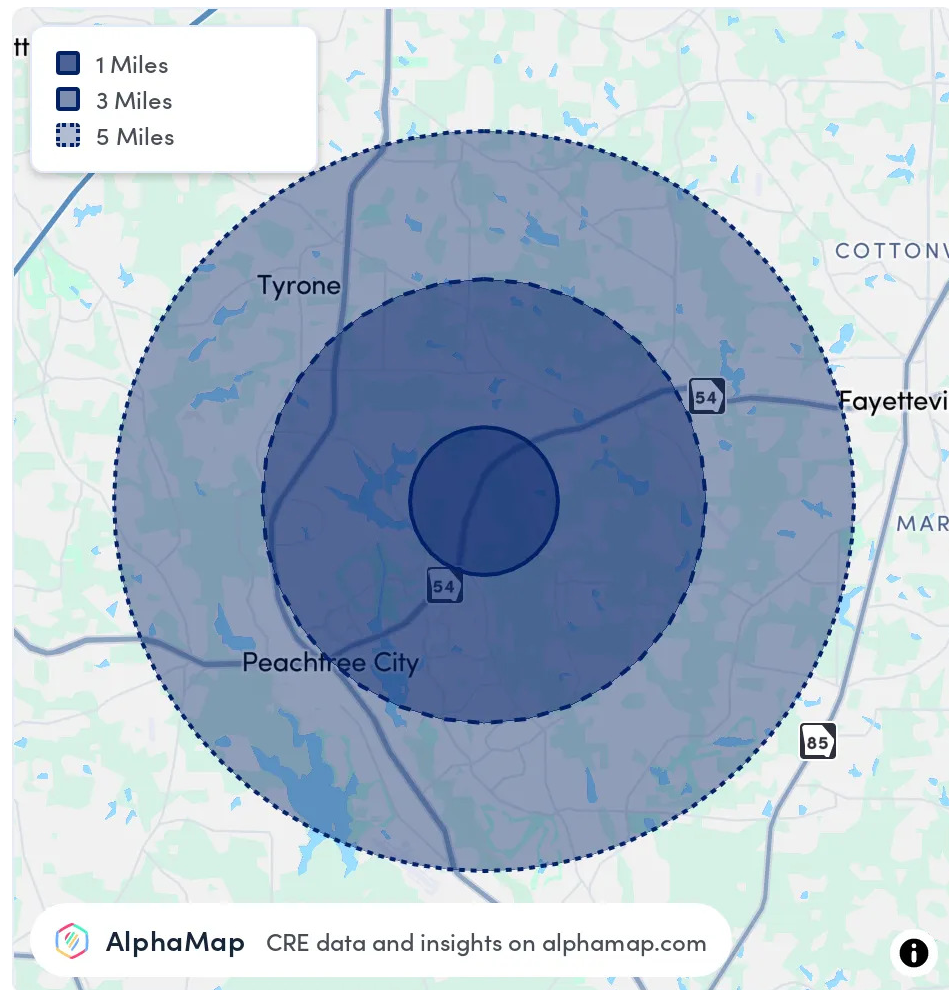 tt
1 Miles
3 Miles
5 Miles
COTTONV
Tyrone
54
Fayettevi
MAR
54
Peachtree City
85
AlphaMap CRE data and insights on alphamap.com